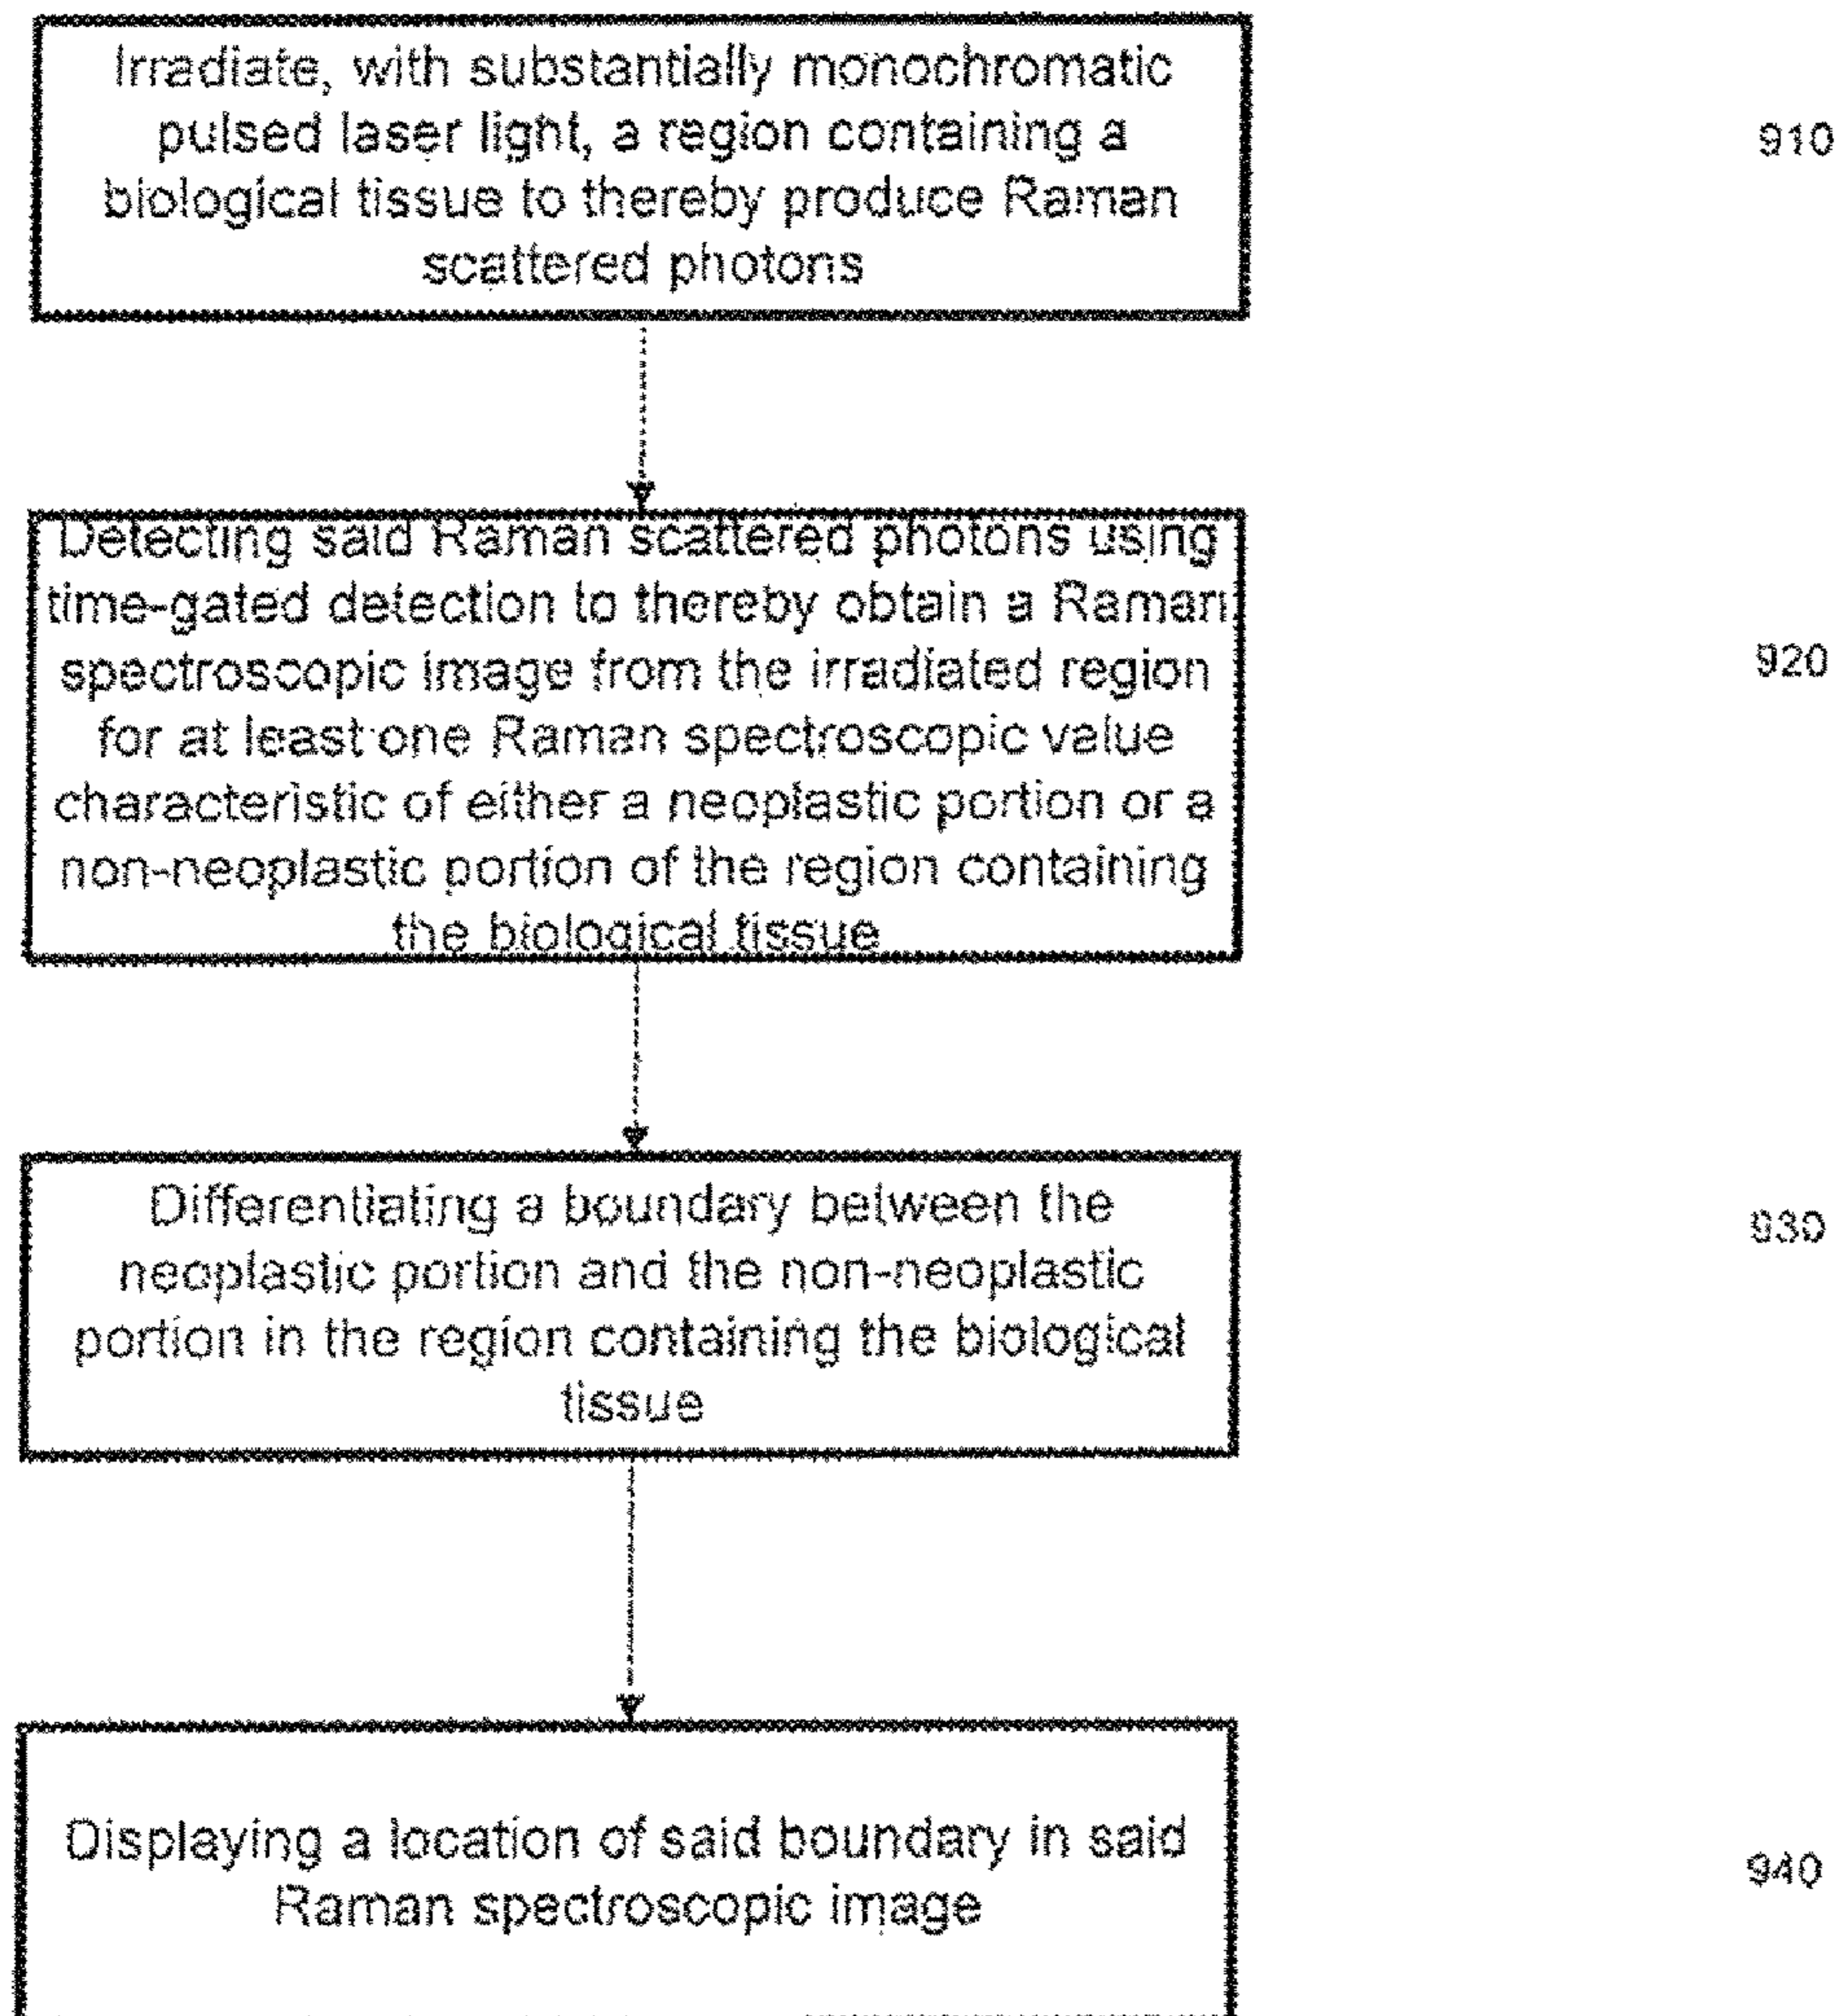 Irradiate, with substantially monochromatic
pulsed laser light, a region containing a
biological tissue to thereby produce Raman
scattered photons
910
Detecting said Raman scattered photons using
time-gated detection to thereby obtain a Raman
spectroscopic image from the irradiated region
for at least one Raman spectroscopic value
characteristic of either a neoplastic portion or a
non-neoplastic portion of the region containing
the biological tissue
920
Differentiating a boundary between the
neoplastic portion and the non-neoplastic
portion in the region containing the biological
tissue
930
Displaying a location of said boundary in said
Raman spectroscopic image
940